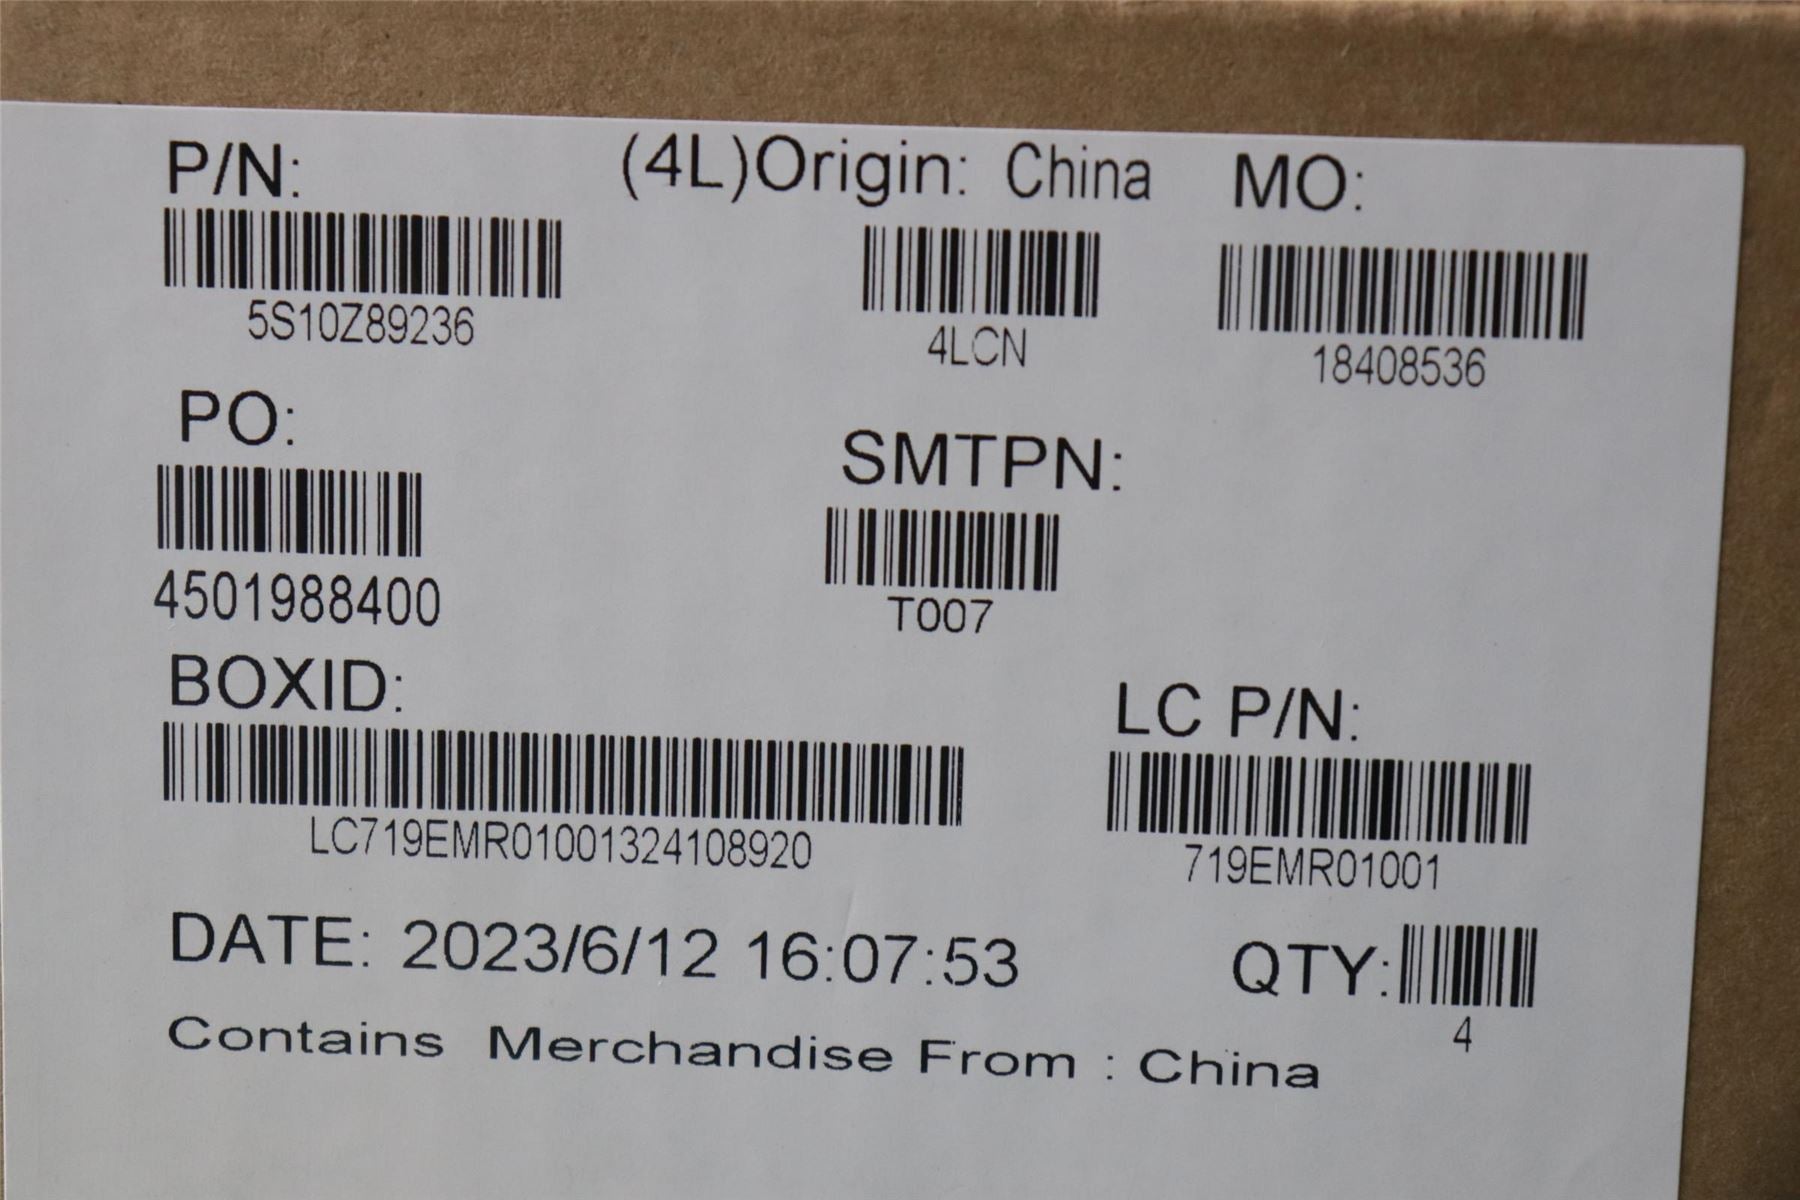 P/N: (4L)Origin: China MO:
5S10Z89236 4LCN 18408536
PO: SMTPN:
4501988400 T007
BOXID: LC P/N:
LC719EMR01001324108920 719EMR01001
DATE: 2023/6/12 16:07:53 QTY:
4
Contains Merchandise From : China